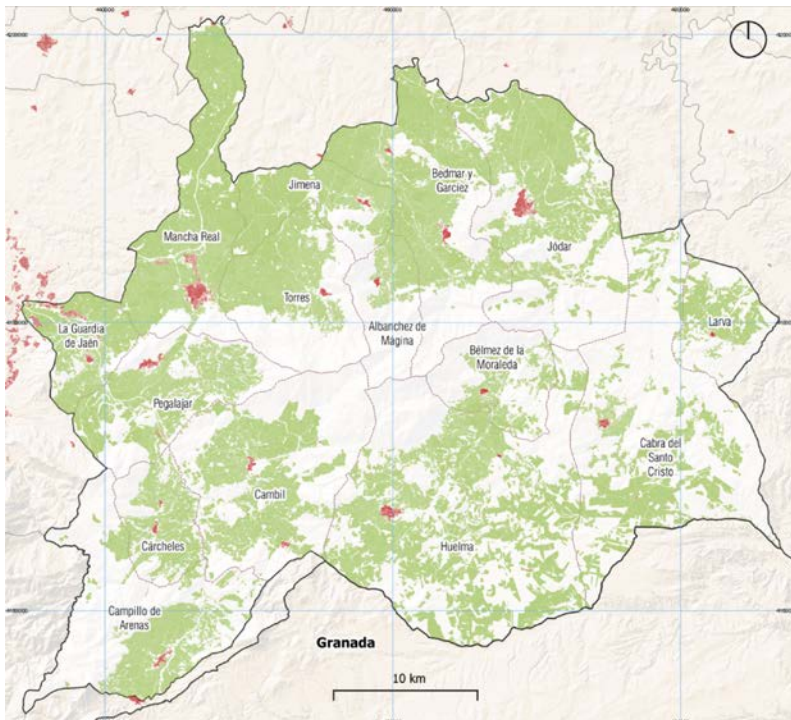 Jimena
Bedmar y
Garcíez
Mancha Real
Jódar
Torres
La Guardia
de Jaén
Albanchez de
Mágina
Larva
Bélmez de la
Moraleda
Pegalajar
Cabra del
Santo
Cristo
Cambil
Cárcheles
Huelma
Campillo de
Arenas
Granada
10 km